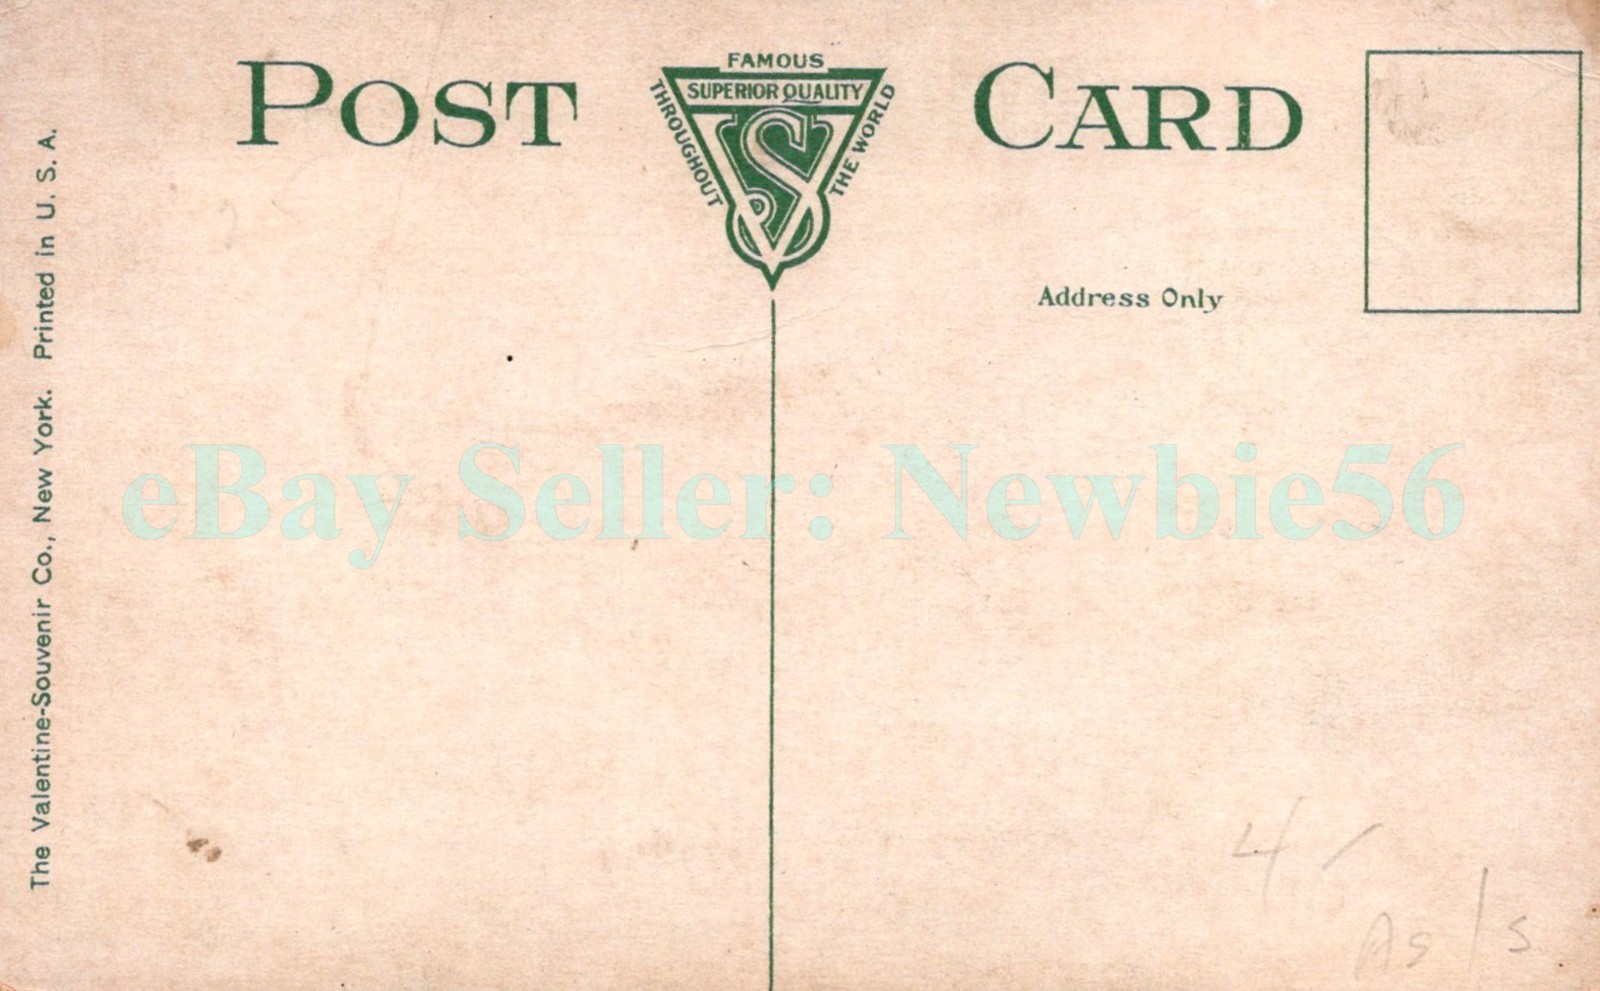 POST CARD
FAMOUS
SUPERIOR QUALITY
THROUGHOUT
THE WORLD
VS
Address Only
The Valentine-Souvenir Co., New York. Printed in U. S. A.
eBay Seller: Newbie56
4 -
As/s